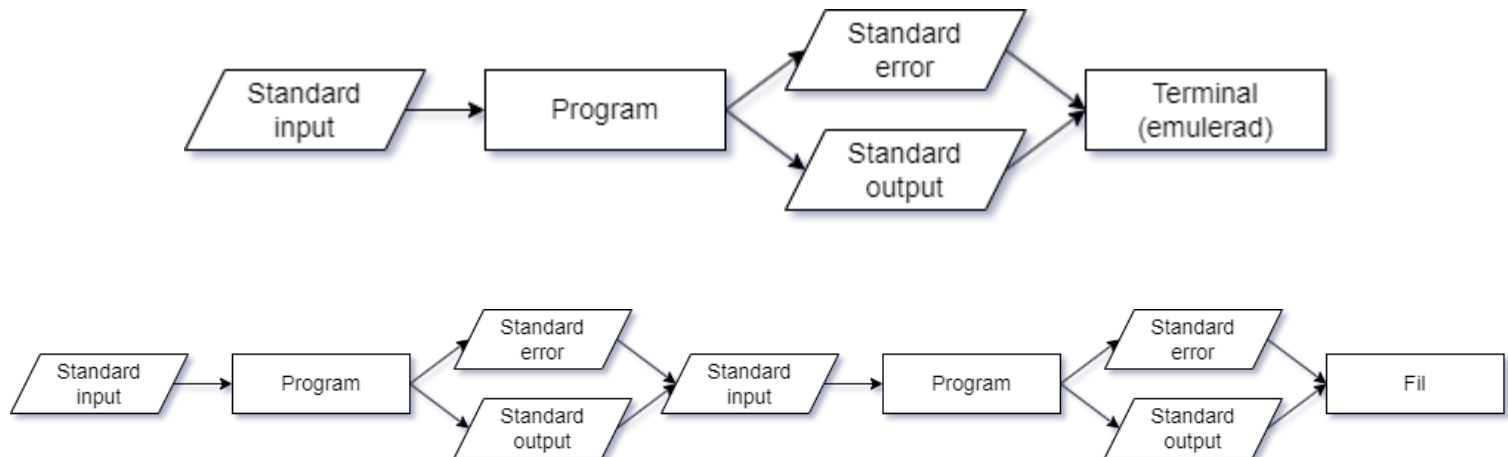 Standard
input
Program
Standard
error
Standard
output
Terminal
(emulerad)
Standard
input
Program
Standard
error
Standard
output
Standard
input
Program
Standard
error
Standard
output
Fil